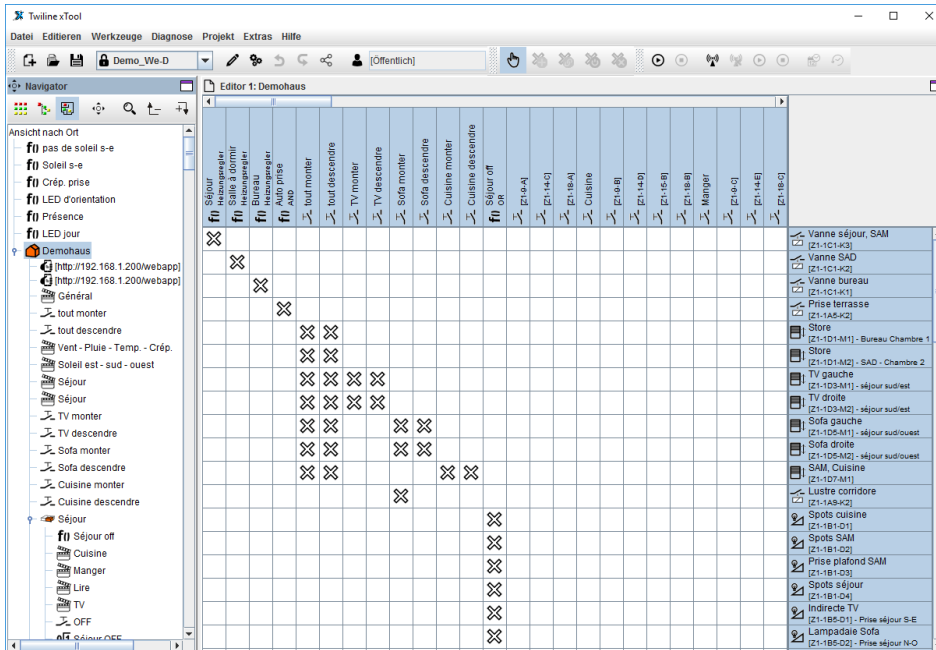 Twiline xTool
Datei Editieren Werkzeuge Diagnose Projekt Extras Hilfe
Demo_We-D
[Öffentlich]
Navigator
Editor 1: Demohaus
Ansicht nach Ort
f() pas de soleil s-e
f() Soleil s-e
f() Crép. prise
f() LED d'orientation
f() Présence
f() LED jour
Demohaus
[http://192.168.1.200/webapp]
[http://192.168.1.200/webapp]
Général
tout monter
tout descendre
Vent - Pluie - Temp. - Crép.
Soleil est - sud - ouest
Séjour
Séjour
TV monter
TV descendre
Sofa monter
Sofa descendre
Cuisine monter
Cuisine descendre
Séjour
f() Séjour off
Cuisine
Manger
Lire
TV
OFF
Séjour OFF
f() Séjour
Heizungsregler
f() Salle à dormir
Heizungsregler
f() Bureau
Heizungsregler
f() Auto prise
AND
tout monter
tout descendre
TV monter
TV descendre
Sofa monter
Sofa descendre
Cuisine monter
Cuisine descendre
f() Séjour off
OR
[Z1-9-A]
[Z1-14-C]
[Z1-18-A]
Cuisine
[Z1-9-B]
[Z1-14-D]
[Z1-15-B]
[Z1-18-B]
Manger
[Z1-9-C]
[Z1-14-E]
[Z1-18-C]
Vanne séjour, SAM
[Z1-1C1-K3]
Vanne SAD
[Z1-1C1-K2]
Vanne bureau
[Z1-1C1-K1]
Prise terrasse
[Z1-1A5-K2]
Store
[Z1-1D1-M1] - Bureau Chambre 1
Store
[Z1-1D1-M2] - SAD - Chambre 2
TV gauche
[Z1-1D3-M1] - séjour sud/est
TV droite
[Z1-1D3-M2] - séjour sud/est
Sofa gauche
[Z1-1D5-M1] - séjour sud/ouest
Sofa droite
[Z1-1D5-M2] - séjour sud/ouest
SAM, Cuisine
[Z1-1D7-M1]
Lustre corridore
[Z1-1A9-K2]
Spots cuisine
[Z1-1B1-D1]
Spots SAM
[Z1-1B1-D2]
Prise plafond SAM
[Z1-1B1-D3]
Spots séjour
[Z1-1B1-D4]
Indirecte TV
[Z1-1B5-D1] - Prise séjour S-E
Lampadaie Sofa
[Z1-1B5-D2] - Prise séjour N-O